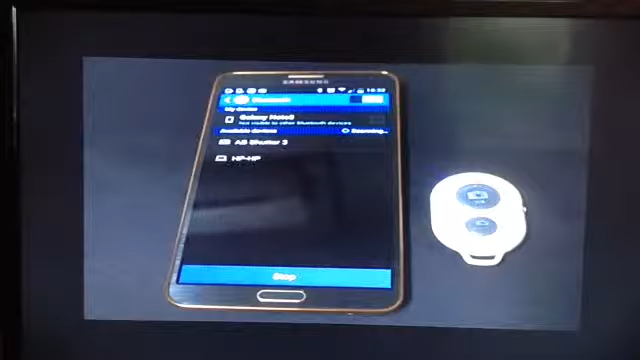 SAMSUNG
Bluetooth
My device
Galaxy Note3
Not visible to other Bluetooth devices
Available devices
Scanning...
AB Shutter 3
HP-HP
Stop